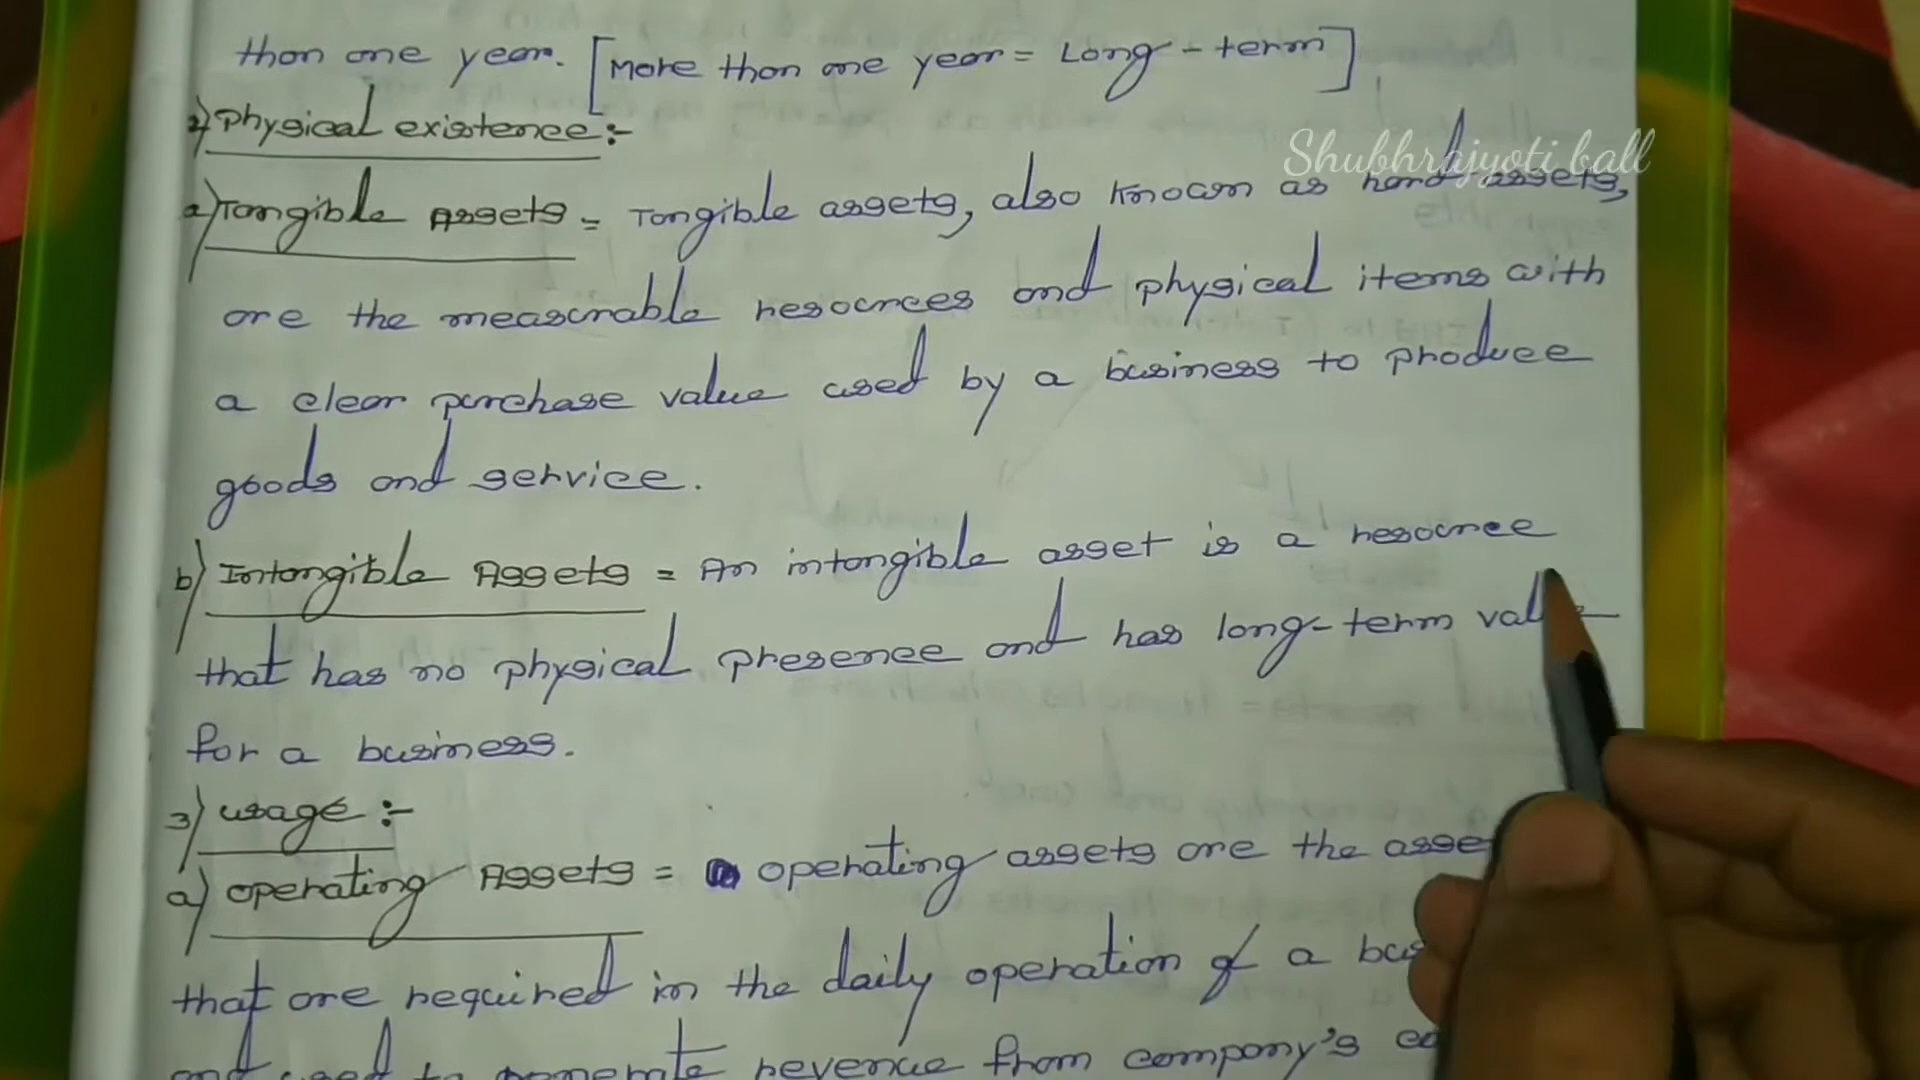 than one year. [More than one year = Long-term]
2) Physical existence:-
Shubhrajyoti ball
a) Tangible Assets = Tangible assets, also known as hard assets,
are the measurable resources and physical items with
a clear purchase value used by a business to produce
goods and service.
b) Intangible Assets = An intangible asset is a resource
that has no physical presence and has long-term
for a business.
3) usage:-
a) operating Assets = operating assets are the
that are required in the daily operation of a
and used to generate revenue from company's